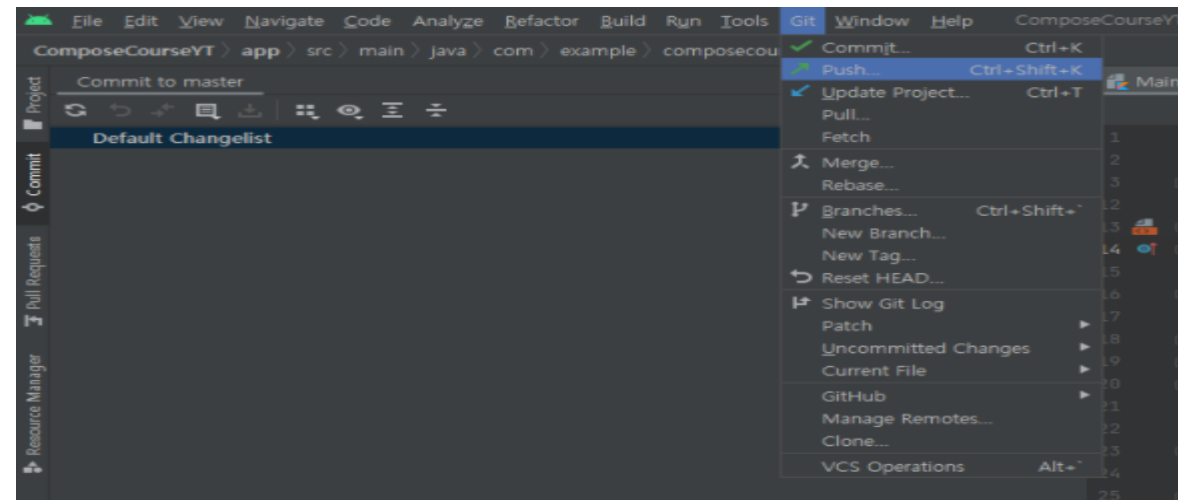 File Edit View Navigate Code Analyze Refactor Build Run Tools Git Window Help ComposeCourseYT
ComposeCourseYT app src main java com example composecou
Commit to master
Default Changelist
Project
Commit
Pull Requests
Resource Manager
Commit... Ctrl+K
Push... Ctrl+Shift+K
Update Project... Ctrl+T
Pull...
Fetch
Merge...
Rebase...
Branches... Ctrl+Shift+`
New Branch...
New Tag...
Reset HEAD...
Show Git Log
Patch
Uncommitted Changes
Current File
GitHub
Manage Remotes...
Clone...
VCS Operations Alt+`
Main
1
2
3
12
13
14
15
16
17
18
19
20
21
22
23
24
25